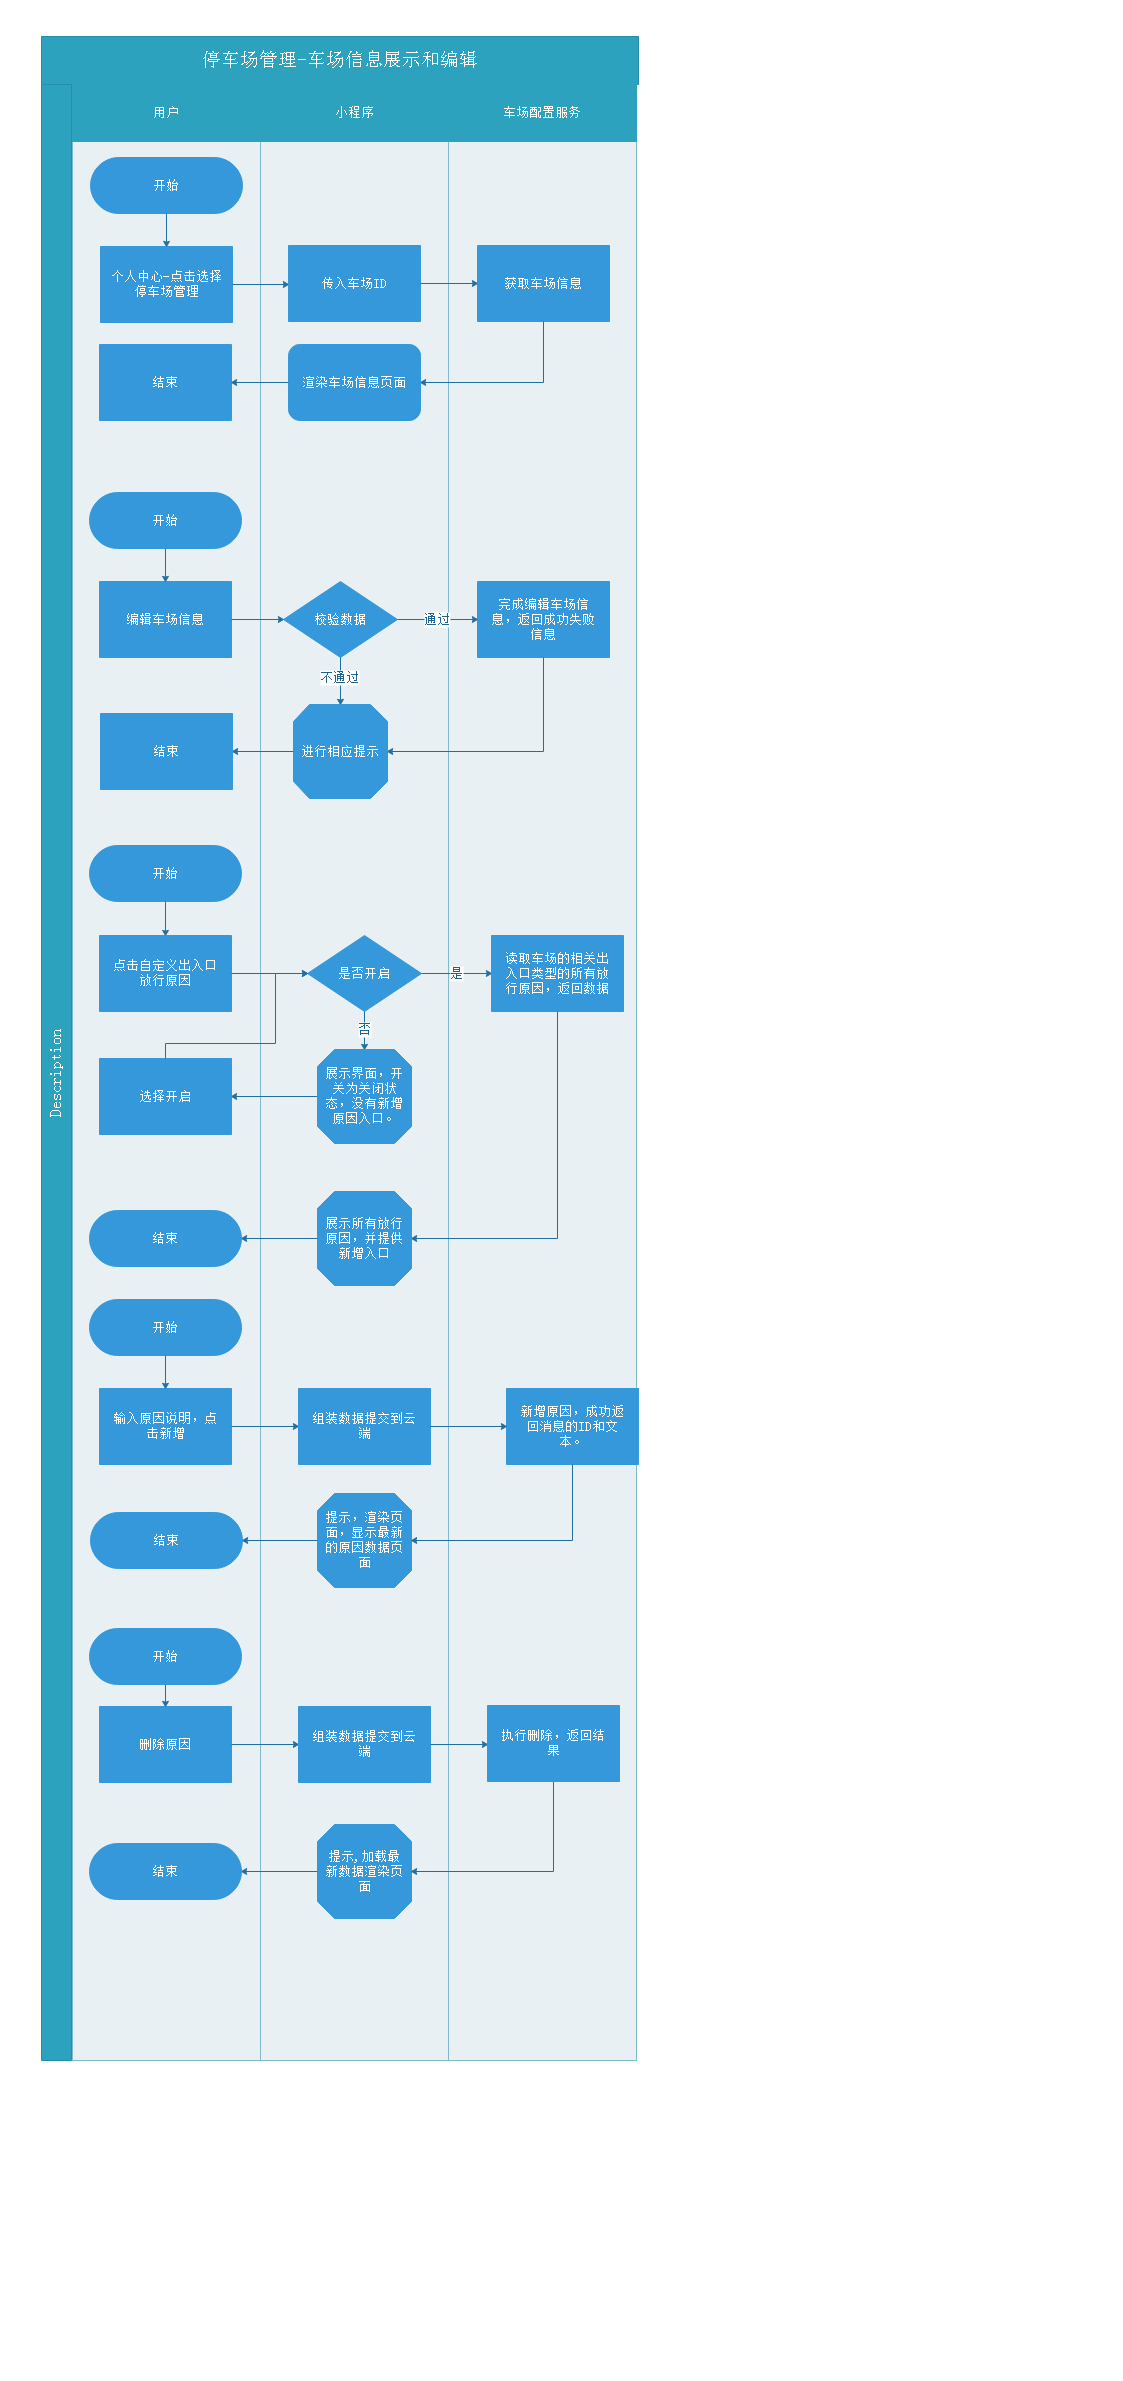 停车场管理-车场信息展示和编辑
用户
小程序
车场配置服务
Description
开始
个人中心-点击选择
停车场管理
传入车场ID
获取车场信息
结束
渲染车场信息页面
开始
编辑车场信息
校验数据
通过
完成编辑车场信
息，返回成功失败
信息
不通过
结束
进行相应提示
开始
点击自定义出入口
放行原因
是否开启
是
读取车场的相关出
入口类型的所有放
行原因，返回数据
否
选择开启
展示界面，开
关为关闭状
态，没有新增
原因入口。
结束
展示所有放行
原因，并提供
新增入口
开始
输入原因说明，点
击新增
组装数据提交到云
端
新增原因，成功返
回消息的ID和文
本。
结束
提示，渲染页
面，显示最新
的原因数据页
面
开始
删除原因
组装数据提交到云
端
执行删除，返回结
果
结束
提示,加载最
新数据渲染页
面